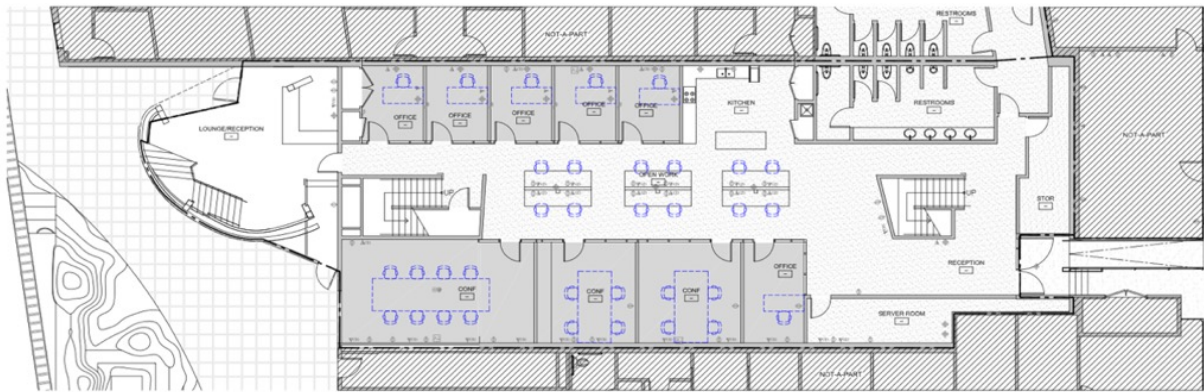 RESTROOMS
NOT-A-PART
LOUNGE/RECEPTION
OFFICE
OFFICE
OFFICE
OFFICE
OFFICE
KITCHEN
RESTROOMS
NOT-A-PART
OPEN WORK
UP
UP
STOR
CONF
CONF
CONF
OFFICE
RECEPTION
SERVER ROOM
NOT-A-PART